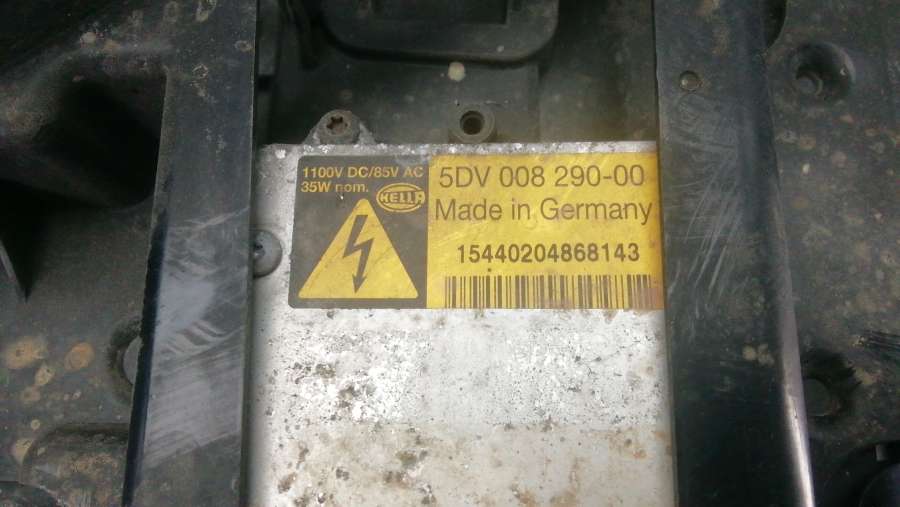 1100V DC/85V AC
35W nom.
HELLA
5DV 008 290-00
Made in Germany
15440204868143